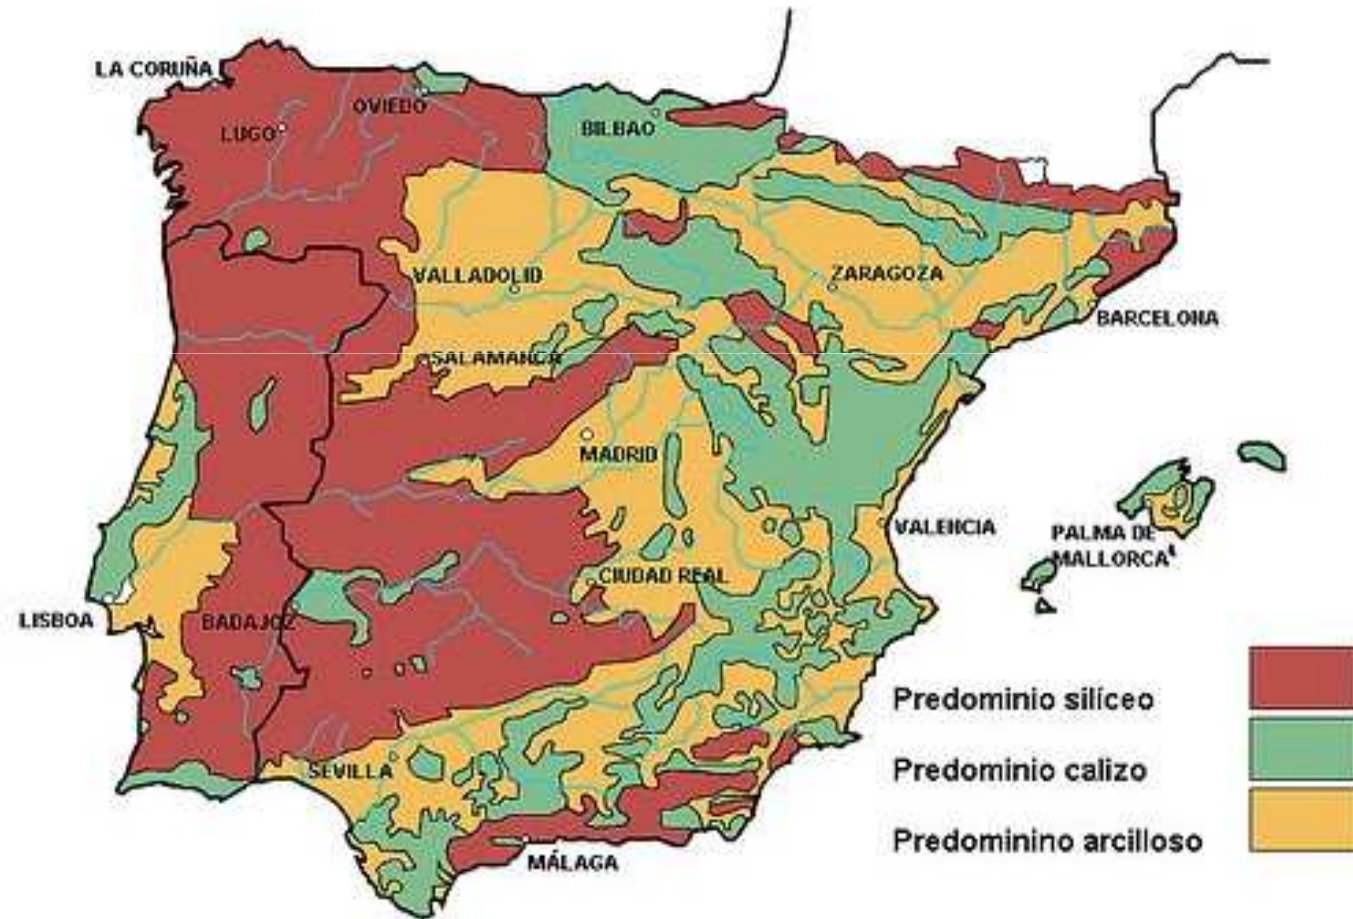 LA CORUÑA
OVIEDO
LUGO
BILBAO
VALLADOLID
ZARAGOZA
BARCELONA
SALAMANCA
MADRID
VALENCIA
PALMA DE
MALLORCA
CIUDAD REAL
LISBOA
BADAJOZ
SEVILLA
MÁLAGA
Predominio silíceo
Predominio calizo
Predominino arcilloso